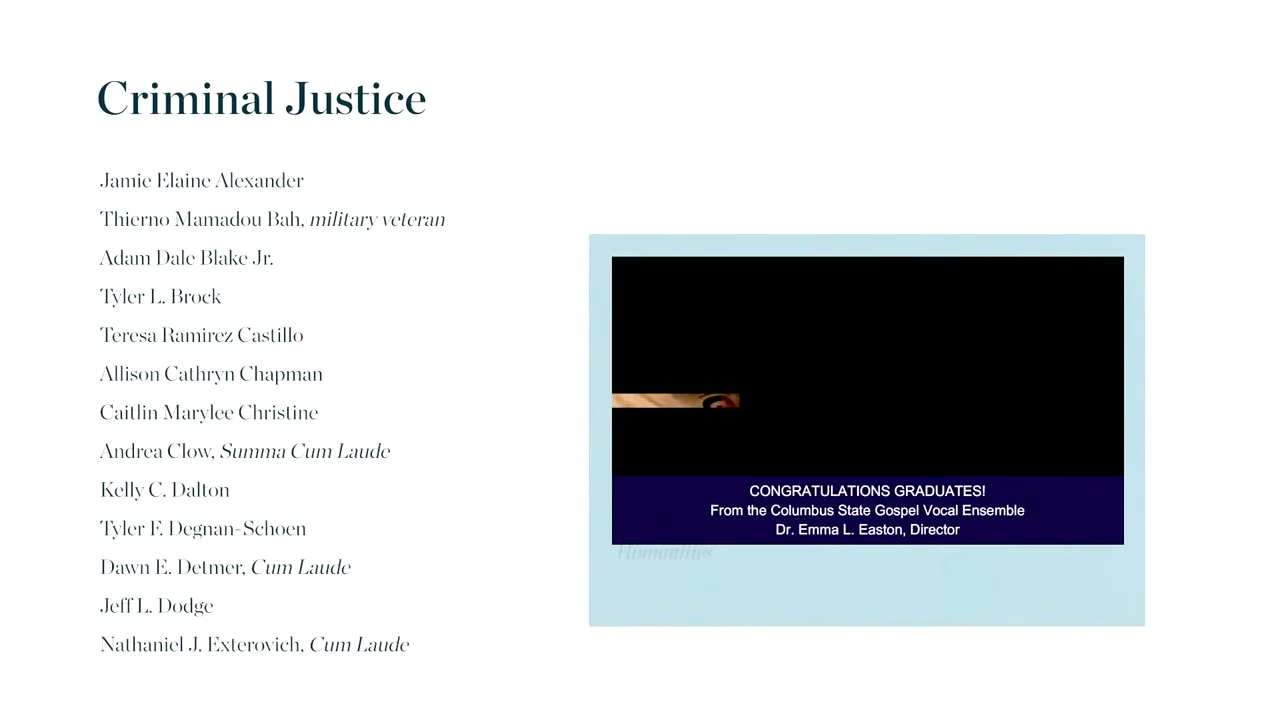 Criminal Justice
Jamie Elaine Alexander
Thierno Mamadou Bah, military veteran
Adam Dale Blake Jr.
Tyler L. Brock
Teresa Ramirez Castillo
Allison Cathryn Chapman
Caitlin Marylee Christine
Andrea Clow, Summa Cum Laude
Kelly C. Dalton
Tyler F. Degnan-Schoen
Dawn E. Detmer, Cum Laude
Jeff L. Dodge
Nathaniel J. Exterovich, Cum Laude
CONGRATULATIONS GRADUATES!
From the Columbus State Gospel Vocal Ensemble
Dr. Emma L. Easton, Director
Humanities